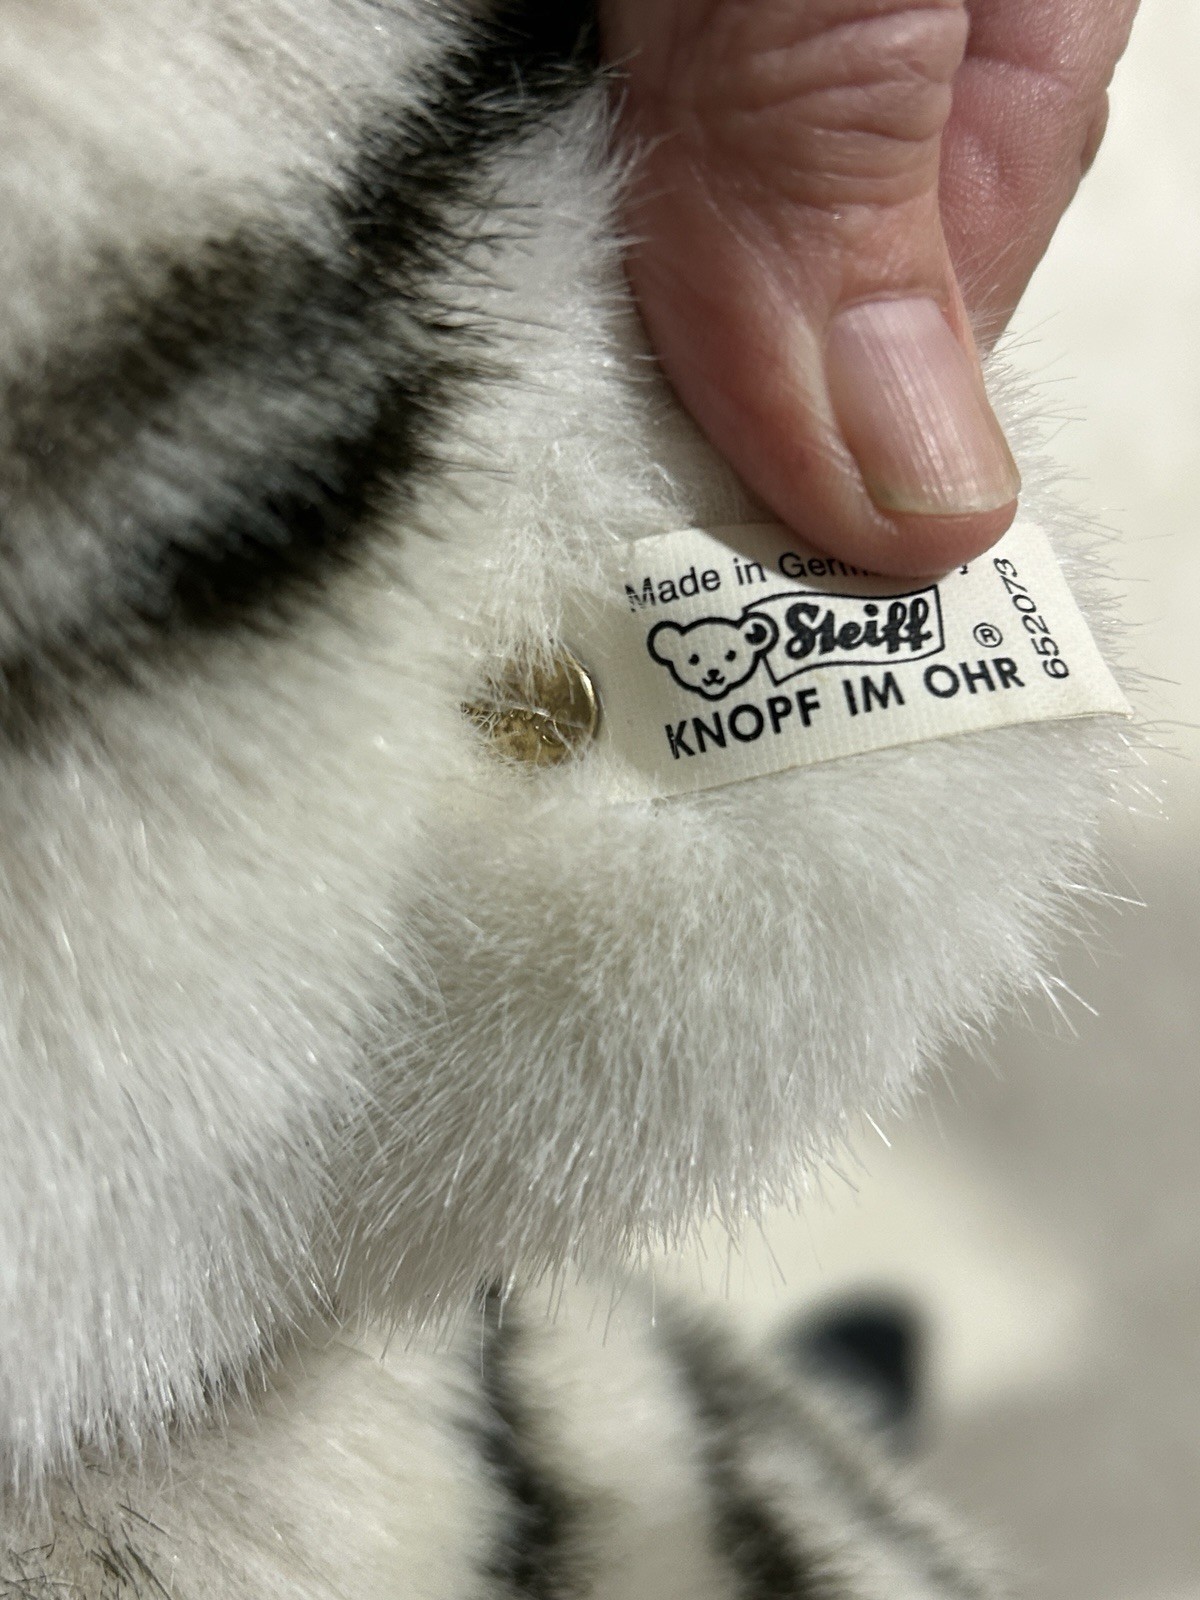 Made in
Steiff
®
KNOPF IM OHR
652073